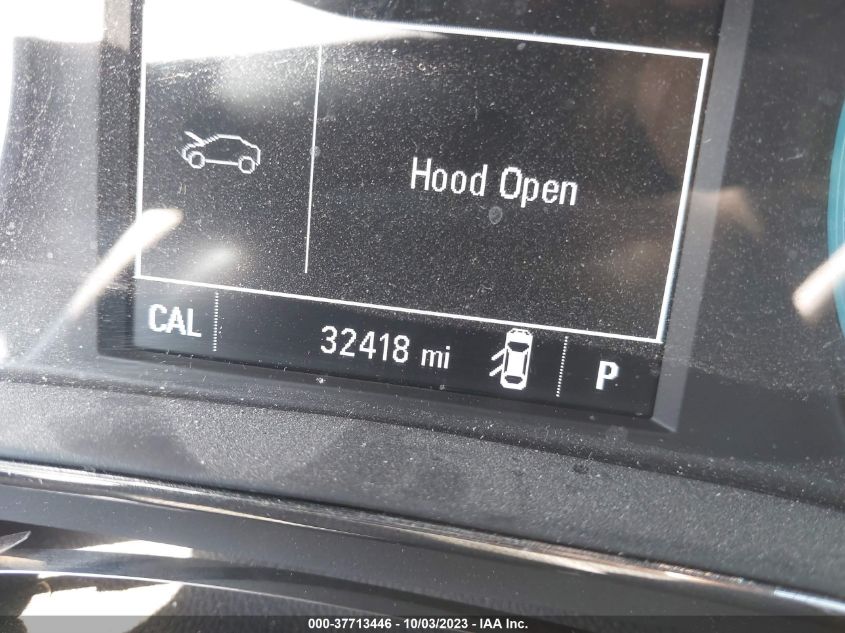 Hood Open
CAL 32418 mi P
000-37713446 - 10/03/2023 - IAA Inc.